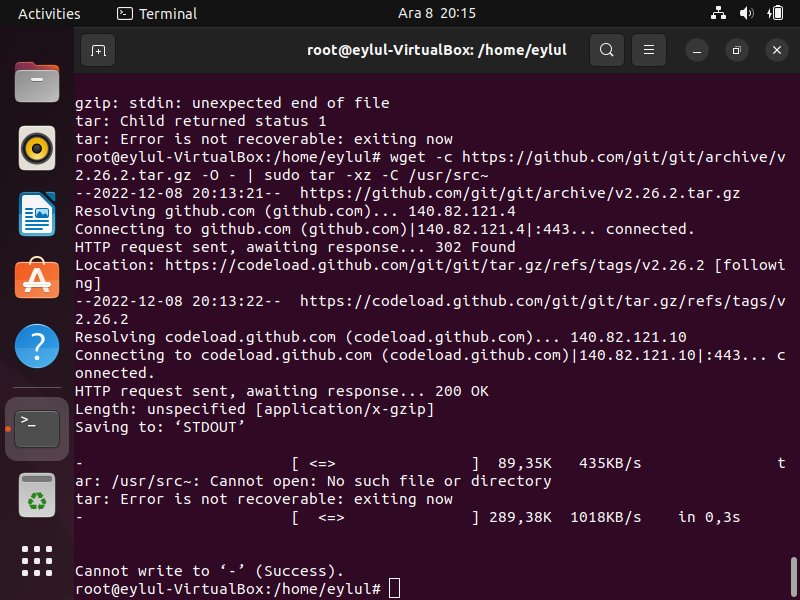 Activities
Terminal
Ara 8 20:15
root@eylul-VirtualBox: /home/eylul
gzip: stdin: unexpected end of file
tar: Child returned status 1
tar: Error is not recoverable: exiting now
root@eylul-VirtualBox:/home/eylul# wget -c https://github.com/git/git/archive/v
2.26.2.tar.gz -O - | sudo tar -xz -C /usr/src~
--2022-12-08 20:13:21--  https://github.com/git/git/archive/v2.26.2.tar.gz
Resolving github.com (github.com)... 140.82.121.4
Connecting to github.com (github.com)|140.82.121.4|:443... connected.
HTTP request sent, awaiting response... 302 Found
Location: https://codeload.github.com/git/git/tar.gz/refs/tags/v2.26.2 [followi
ng]
--2022-12-08 20:13:22--  https://codeload.github.com/git/git/tar.gz/refs/tags/v
2.26.2
Resolving codeload.github.com (codeload.github.com)... 140.82.121.10
Connecting to codeload.github.com (codeload.github.com)|140.82.121.10|:443... c
onnected.
HTTP request sent, awaiting response... 200 OK
Length: unspecified [application/x-gzip]
Saving to: ‘STDOUT’
-                       [ <=>               ]  89,35K   435KB/s               t
ar: /usr/src~: Cannot open: No such file or directory
tar: Error is not recoverable: exiting now
-                       [  <=>              ] 289,38K  1018KB/s    in 0,3s
Cannot write to ‘-’ (Success).
root@eylul-VirtualBox:/home/eylul#